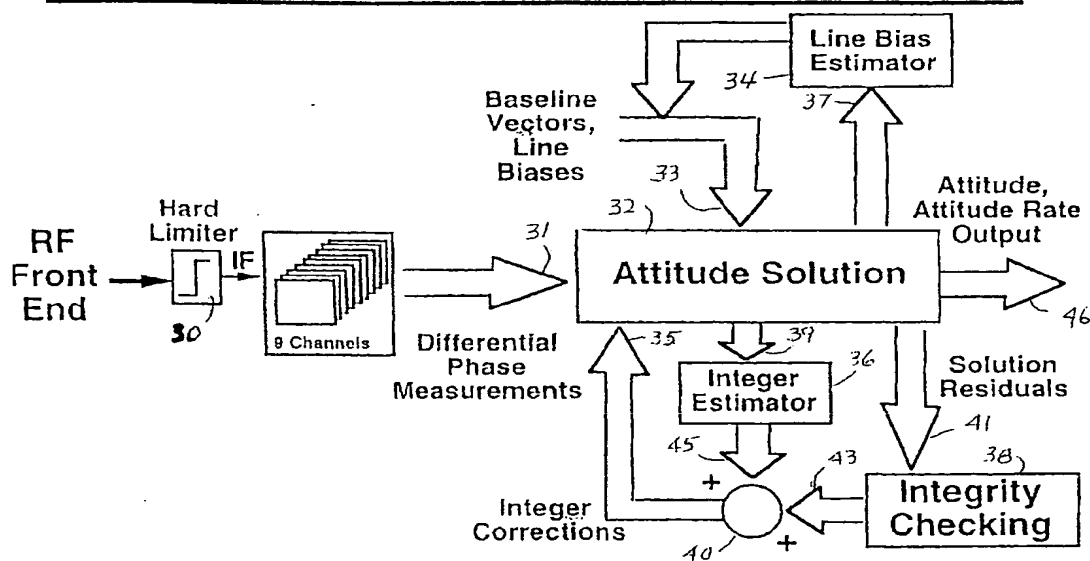 Line Bias
Estimator
34
37
Baseline
Vectors,
Line
Biases
33
32
Attitude,
Attitude Rate
Output
Hard
Limiter
RF
Front
End
IF
30
9 Channels
31
Attitude Solution
46
Differential
Phase
Measurements
35
39
36
Integer
Estimator
Solution
Residuals
41
45
+
43
38
Integrity
Checking
Integer
Corrections
40
+